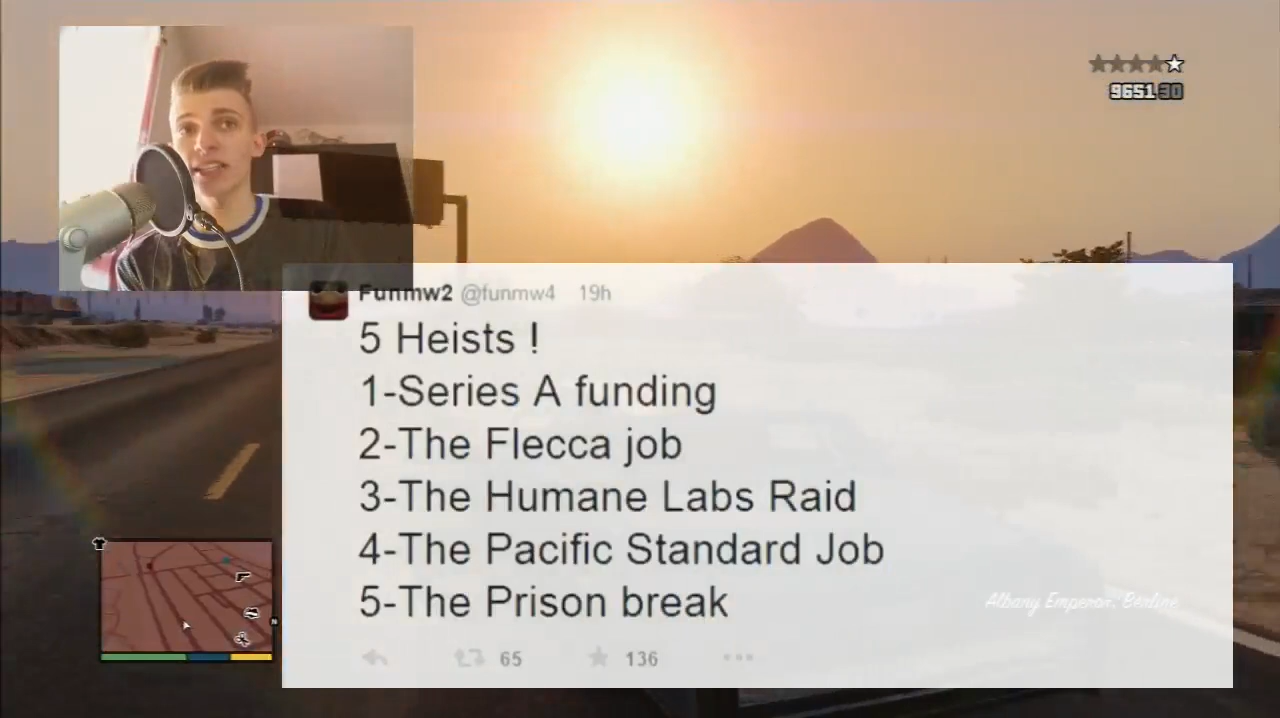 9651 30
Funmw2 @funmw4 19h
5 Heists !
1-Series A funding
2-The Flecca job
3-The Humane Labs Raid
4-The Pacific Standard Job
5-The Prison break
Albany Emperor, Benline
65 136